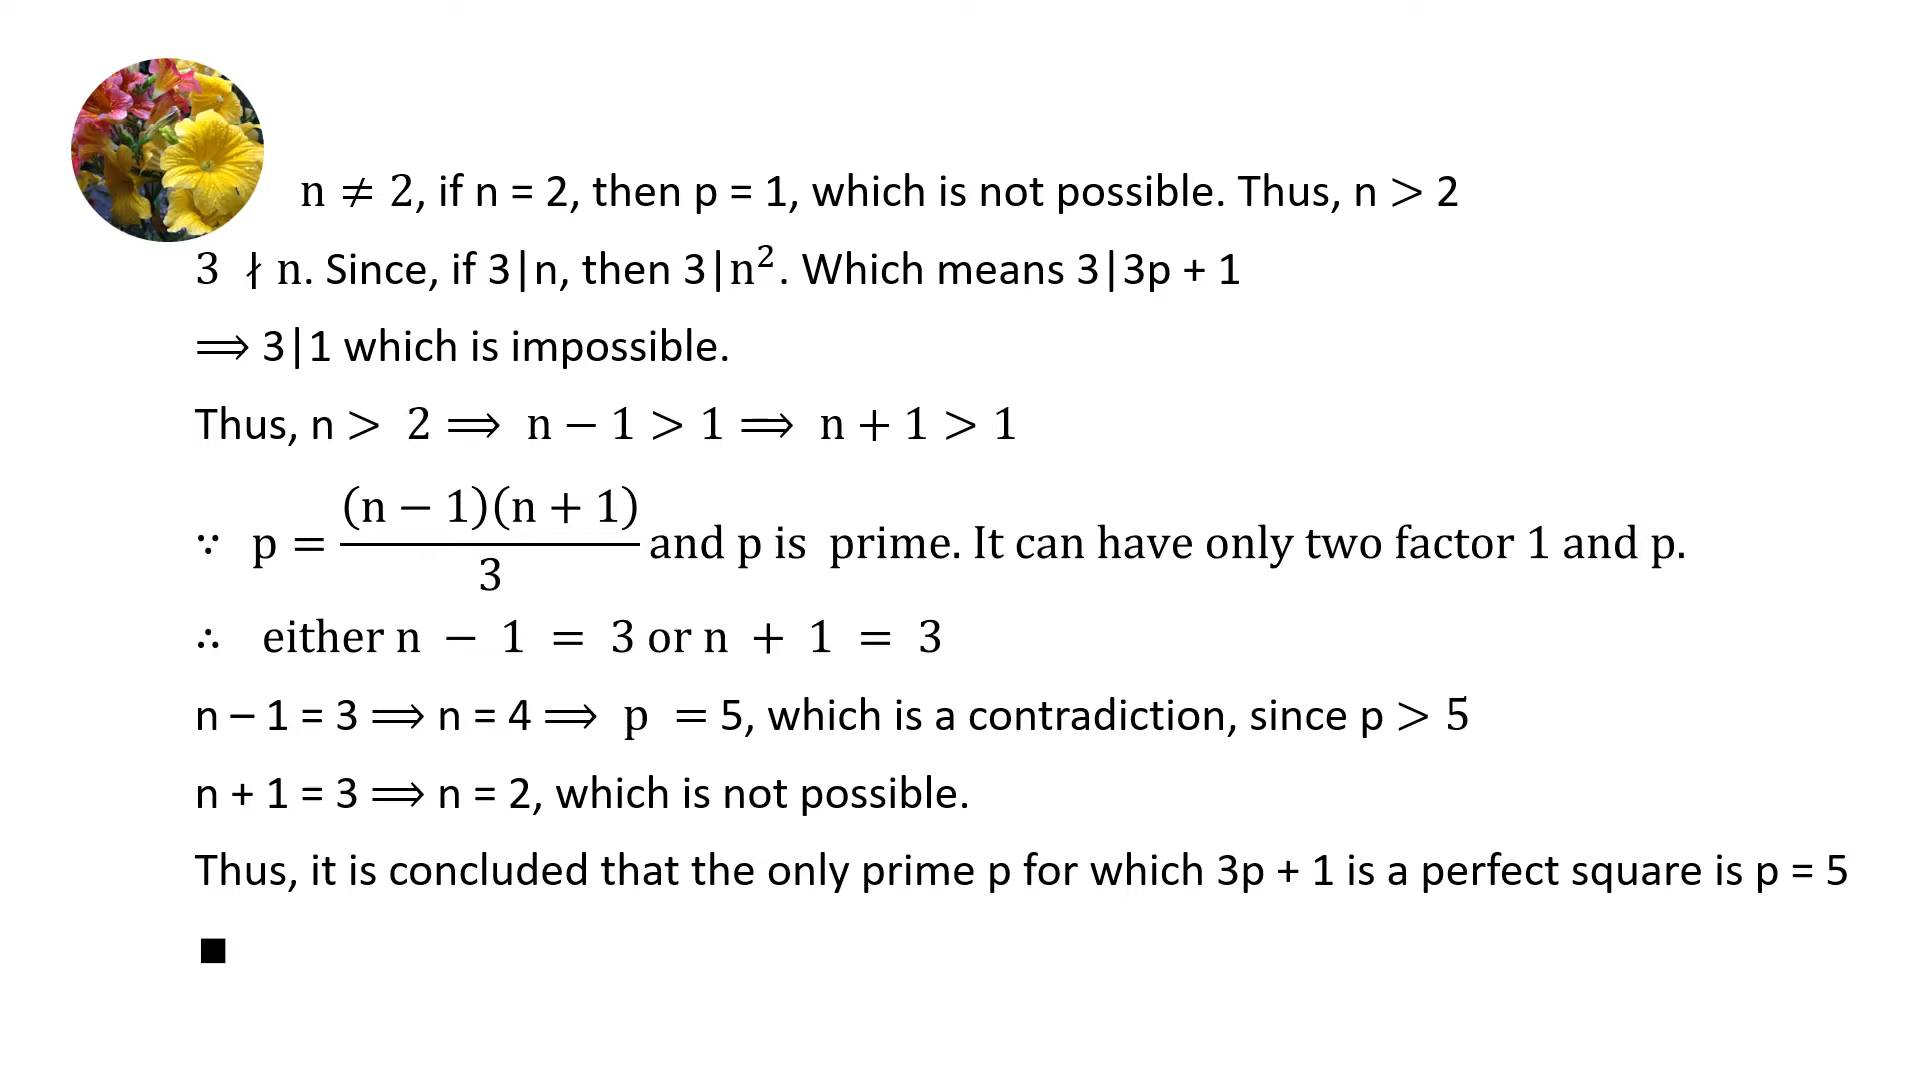 n ≠ 2, if n = 2, then p = 1, which is not possible. Thus, n > 2
3 ∤ n. Since, if 3|n, then 3|n². Which means 3|3p + 1
⟹ 3|1 which is impossible.
Thus, n > 2 ⟹ n − 1 > 1 ⟹ n + 1 > 1
∵ p = (n − 1)(n + 1)/3 and p is prime. It can have only two factor 1 and p.
∴ either n − 1 = 3 or n + 1 = 3
n – 1 = 3 ⟹ n = 4 ⟹ p = 5, which is a contradiction, since p > 5
n + 1 = 3 ⟹ n = 2, which is not possible.
Thus, it is concluded that the only prime p for which 3p + 1 is a perfect square is p = 5
■